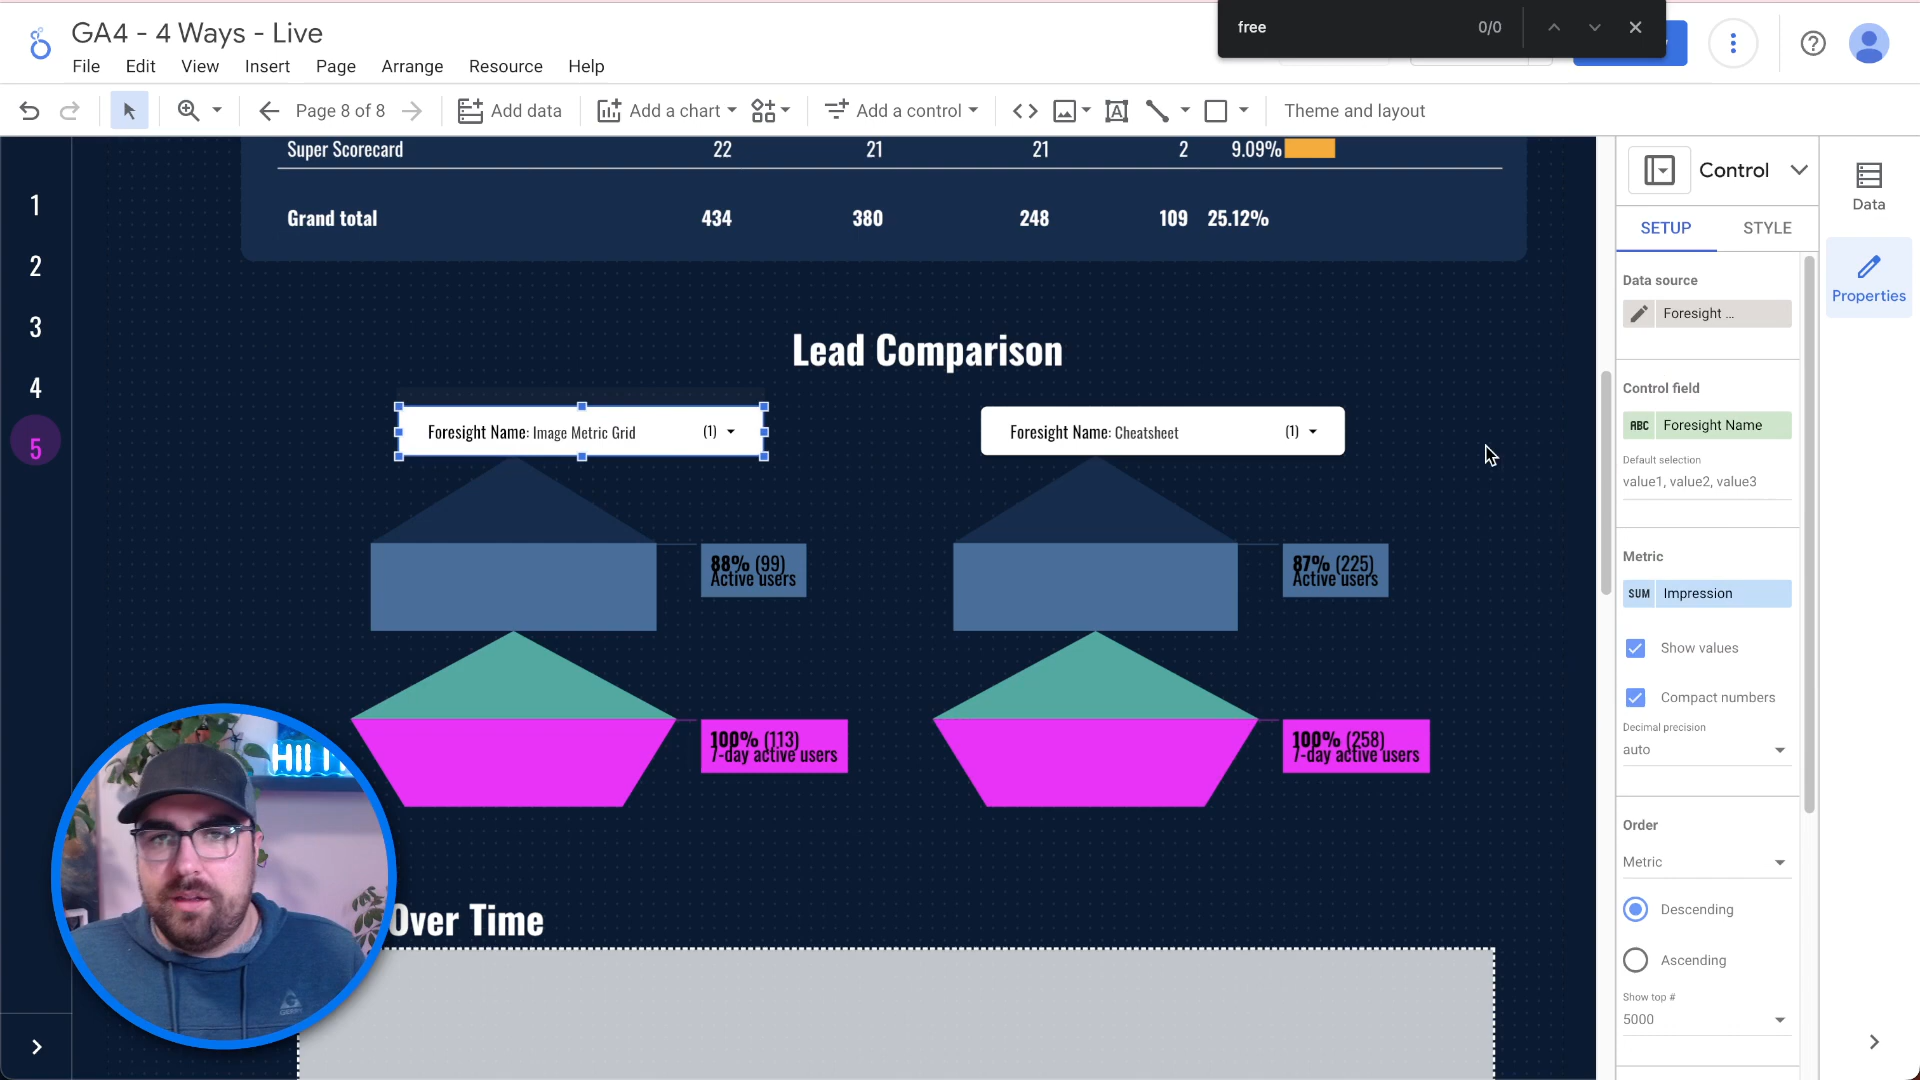 GA4 - 4 Ways - Live
free 0/0
File Edit View Insert Page Arrange Resource Help
Page 8 of 8 Add data Add a chart Add a control Theme and layout
Super Scorecard 22 21 21 2 9.09%
Grand total 434 380 248 109 25.12%
1
2
3
4
5
Lead Comparison
Foresight Name: Image Metric Grid (1)
Foresight Name: Cheatsheet (1)
88% (99)
Active users
87% (225)
Active users
100% (113)
7-day active users
100% (258)
7-day active users
Over Time
Control
SETUP STYLE
Data source
Foresight ...
Control field
ABC Foresight Name
Default selection
value1, value2, value3
Metric
SUM Impression
Show values
Compact numbers
Decimal precision
auto
Order
Metric
Descending
Ascending
Show top #
5000
Data
Properties